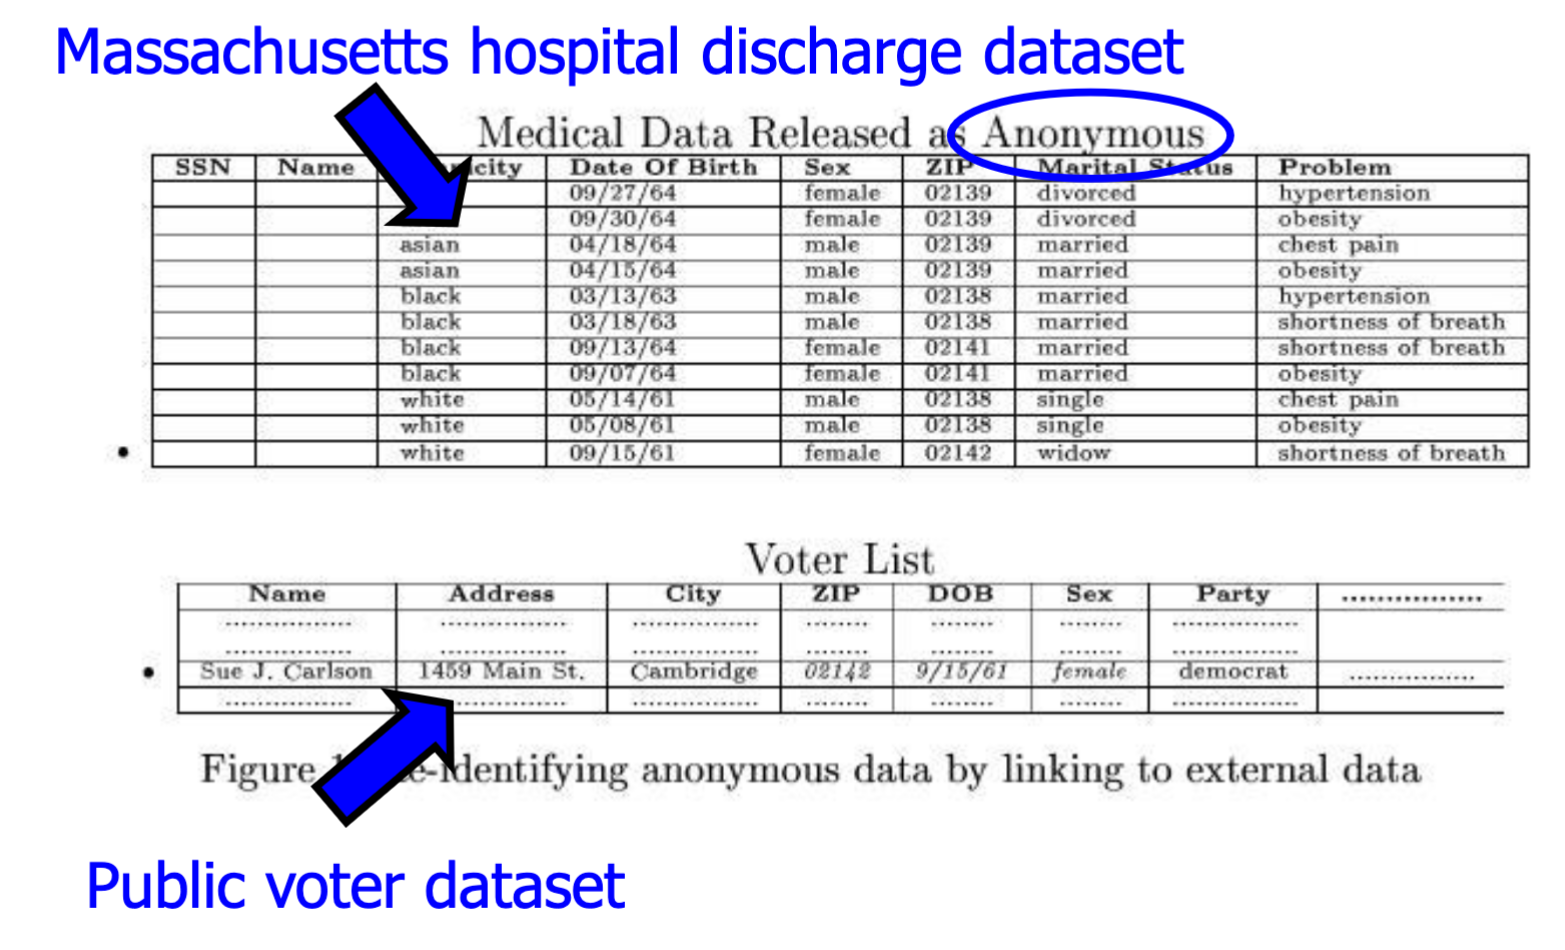 Massachusetts hospital discharge dataset
Medical Data Released as Anonymous
SSN Name city Date Of Birth Sex ZIP Marital Status Problem
09/27/64 female 02139 divorced hypertension
09/30/64 female 02139 divorced obesity
asian 04/18/64 male 02139 married chest pain
asian 04/15/64 male 02139 married obesity
black 03/13/63 male 02138 married hypertension
black 03/18/63 male 02138 married shortness of breath
black 09/13/64 female 02141 married shortness of breath
black 09/07/64 female 02141 married obesity
white 05/14/61 male 02138 single chest pain
white 05/08/61 male 02138 single obesity
• white 09/15/61 female 02142 widow shortness of breath
Voter List
Name Address City ZIP DOB Sex Party ................
................ ................ ................ ........ ........ ........ ................
................ ................ ................ ........ ........ ........ ................
• Sue J. Carlson 1459 Main St. Cambridge 02142 9/15/61 female democrat ................
................ ................ ................ ........ ........ ........ ................
Figure e-identifying anonymous data by linking to external data
Public voter dataset